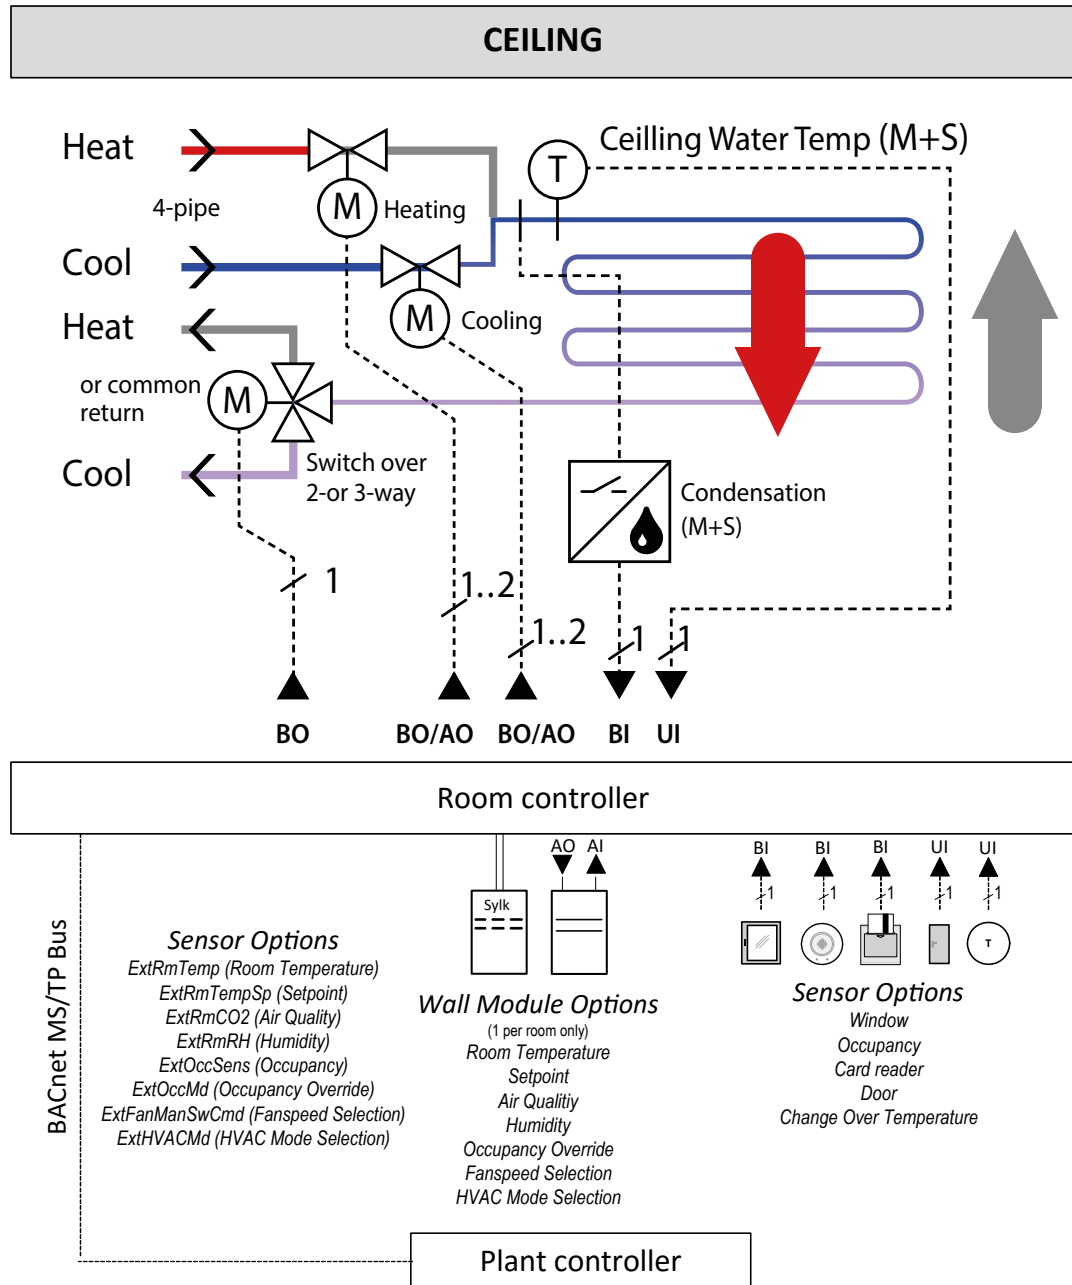 CEILING
Heat
Ceilling Water Temp (M+S)
T
4-pipe
M
Heating
Cool
Heat
M
Cooling
or common
return
M
Cool
Switch over
2-or 3-way
Condensation
(M+S)
1
1..2
1..2
1
1
BO
BO/AO
BO/AO
BI
UI
Room controller
BACnet MS/TP Bus
AO
AI
BI
BI
BI
UI
UI
1
1
1
1
1
Sylk
T
Sensor Options
ExtRmTemp (Room Temperature)
ExtRmTempSp (Setpoint)
ExtRmCO2 (Air Quality)
ExtRmRH (Humidity)
ExtOccSens (Occupancy)
ExtOccMd (Occupancy Override)
ExtFanManSwCmd (Fanspeed Selection)
ExtHVACMd (HVAC Mode Selection)
Wall Module Options
(1 per room only)
Room Temperature
Setpoint
Air Qualitiy
Humidity
Occupancy Override
Fanspeed Selection
HVAC Mode Selection
Sensor Options
Window
Occupancy
Card reader
Door
Change Over Temperature
Plant controller